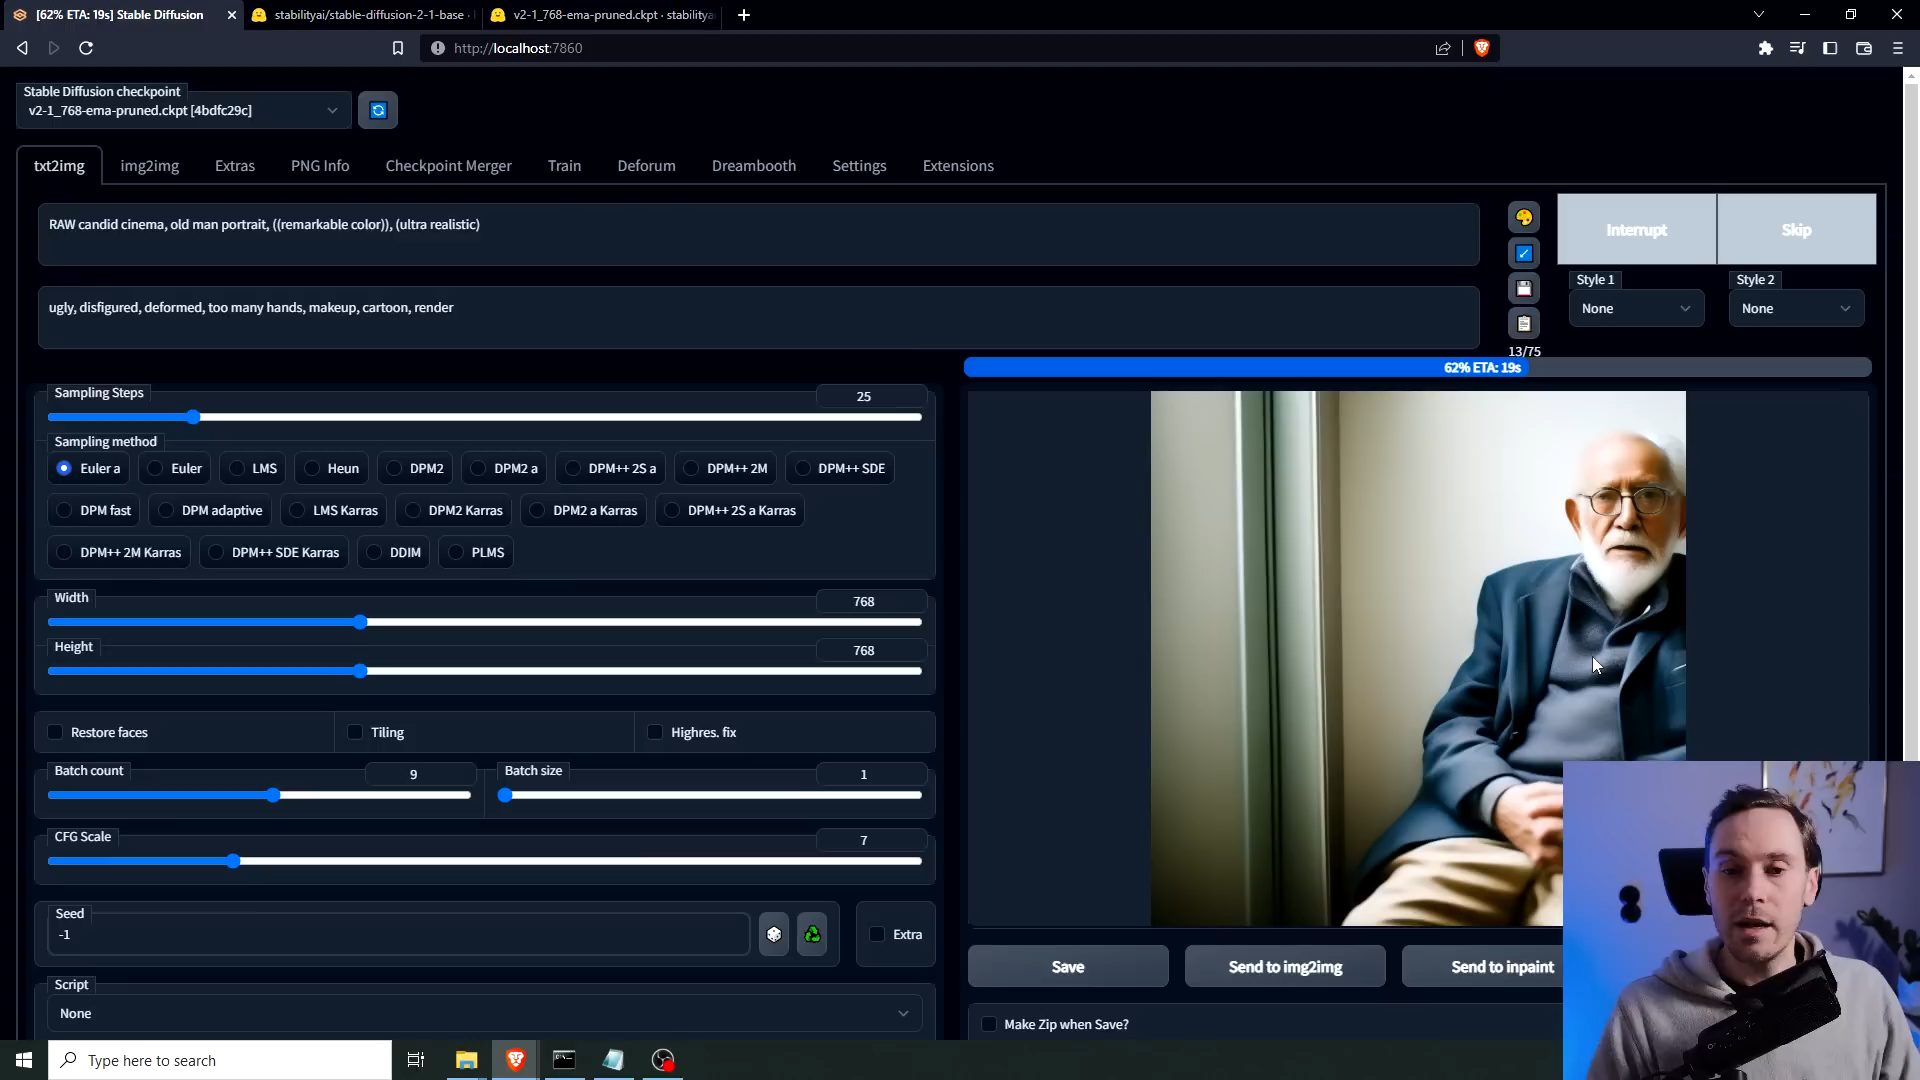 [62% ETA: 19s] Stable Diffusion
stabilityai/stable-diffusion-2-1-base ·
v2-1_768-ema-pruned.ckpt · stabilitya
http://localhost:7860
Stable Diffusion checkpoint
v2-1_768-ema-pruned.ckpt [4bdfc29c]
txt2img img2img Extras PNG Info Checkpoint Merger Train Deforum Dreambooth Settings Extensions
RAW candid cinema, old man portrait, ((remarkable color)), (ultra realistic)
Interrupt Skip
Style 1 Style 2
None None
ugly, disfigured, deformed, too many hands, makeup, cartoon, render
13/75
62% ETA: 19s
Sampling Steps 25
Sampling method
Euler a Euler LMS Heun DPM2 DPM2 a DPM++ 2S a DPM++ 2M DPM++ SDE
DPM fast DPM adaptive LMS Karras DPM2 Karras DPM2 a Karras DPM++ 2S a Karras
DPM++ 2M Karras DPM++ SDE Karras DDIM PLMS
Width 768
Height 768
Restore faces Tiling Highres. fix
Batch count 9 Batch size 1
CFG Scale 7
Seed
-1
Extra
Script
None
Save Send to img2img Send to inpaint
Make Zip when Save?
Type here to search